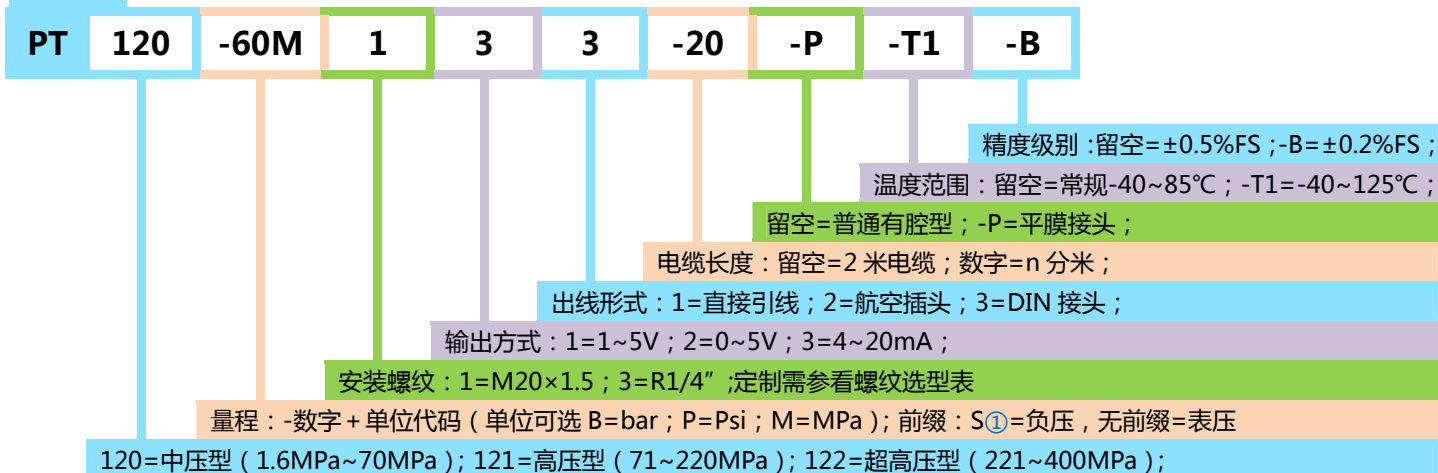 PT 120 -60M 1 3 3 -20 -P -T1 -B
精度级别：留空=±0.5%FS；-B=±0.2%FS；
温度范围：留空=常规-40~85℃；-T1=-40~125℃；
留空=普通有腔型；-P=平膜接头；
电缆长度：留空=2 米电缆；数字=n 分米；
出线形式：1=直接引线；2=航空插头；3=DIN 接头；
输出方式：1=1~5V；2=0~5V；3=4~20mA；
安装螺纹：1=M20×1.5；3=R1/4”；定制需参看螺纹选型表
量程：-数字 + 单位代码（单位可选 B=bar；P=Psi；M=MPa）；前缀：S①=负压，无前缀=表压
120=中压型（1.6MPa~70MPa）；121=高压型（71~220MPa）；122=超高压型（221~400MPa）；